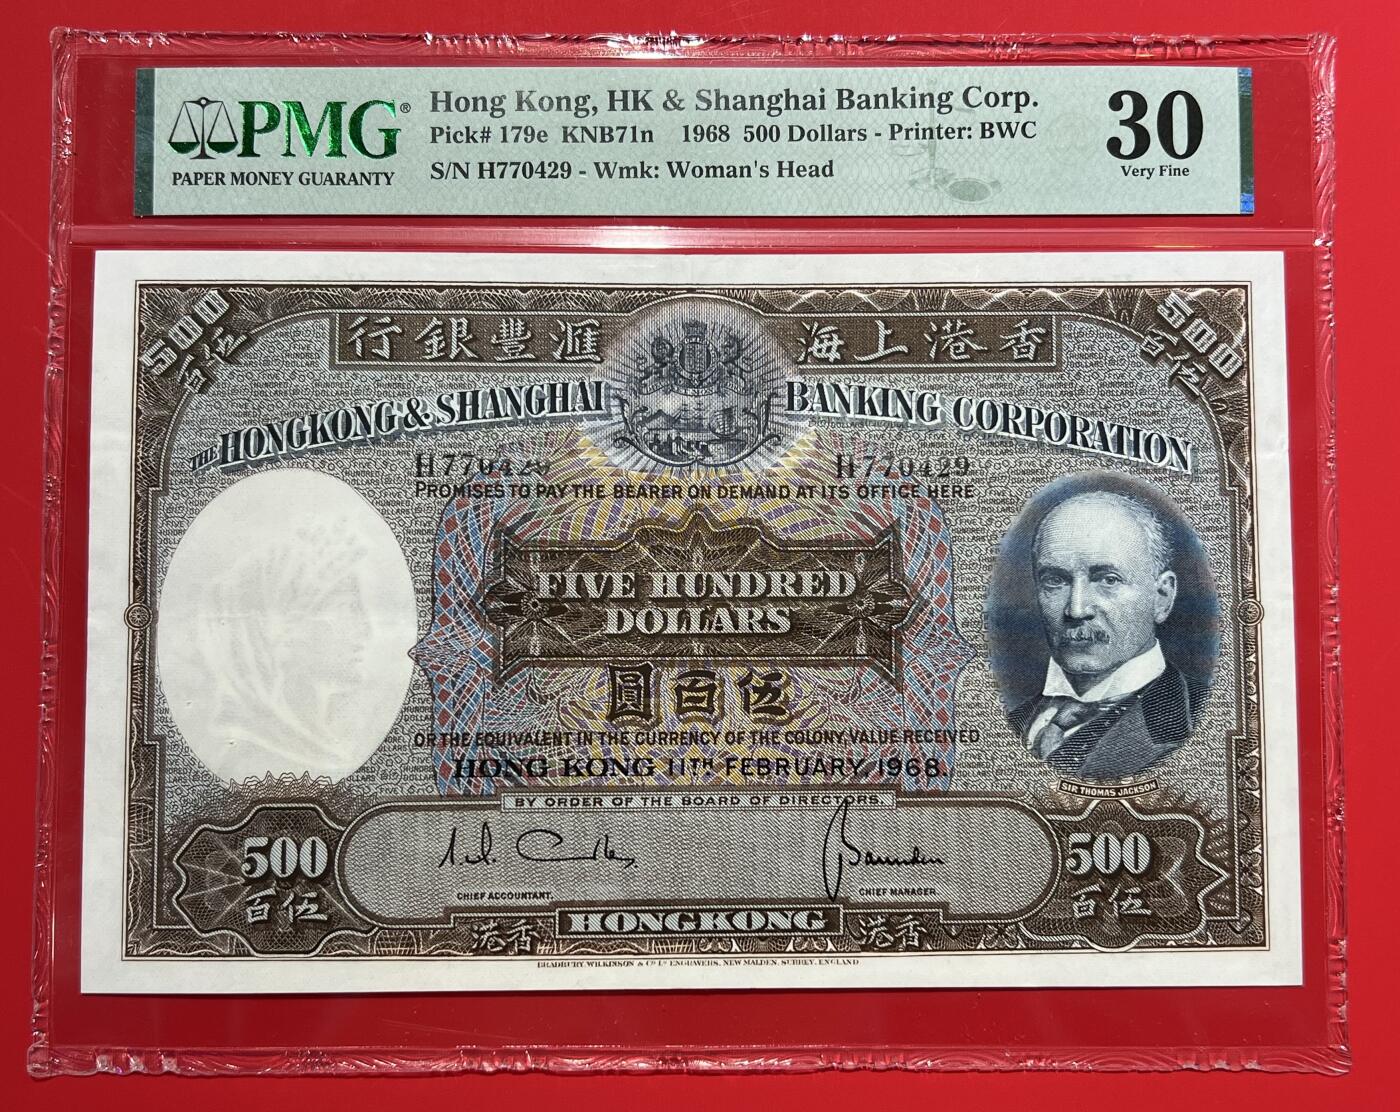 PMG®
PAPER MONEY GUARANTY
Hong Kong, HK & Shanghai Banking Corp.
Pick# 179e KNB71n 1968 500 Dollars - Printer: BWC
S/N H770429 - Wmk: Woman's Head
30
Very Fine
500
伍百
行銀豐滙
海上港香
500
百伍
THE HONGKONG & SHANGHAI BANKING CORPORATION
H770429 H770429
PROMISES TO PAY THE BEARER ON DEMAND AT ITS OFFICE HERE
FIVE HUNDRED
DOLLARS
圓百伍
OR THE EQUIVALENT IN THE CURRENCY OF THE COLONY, VALUE RECEIVED
HONG KONG 11TH FEBRUARY, 1968.
SIR THOMAS JACKSON
BY ORDER OF THE BOARD OF DIRECTORS.
500
百伍
CHIEF ACCOUNTANT
CHIEF MANAGER
500
百伍
港香 HONGKONG 港香
BRADBURY, WILKINSON & Co Ld ENGRAVERS, NEW MALDEN, SURREY, ENGLAND